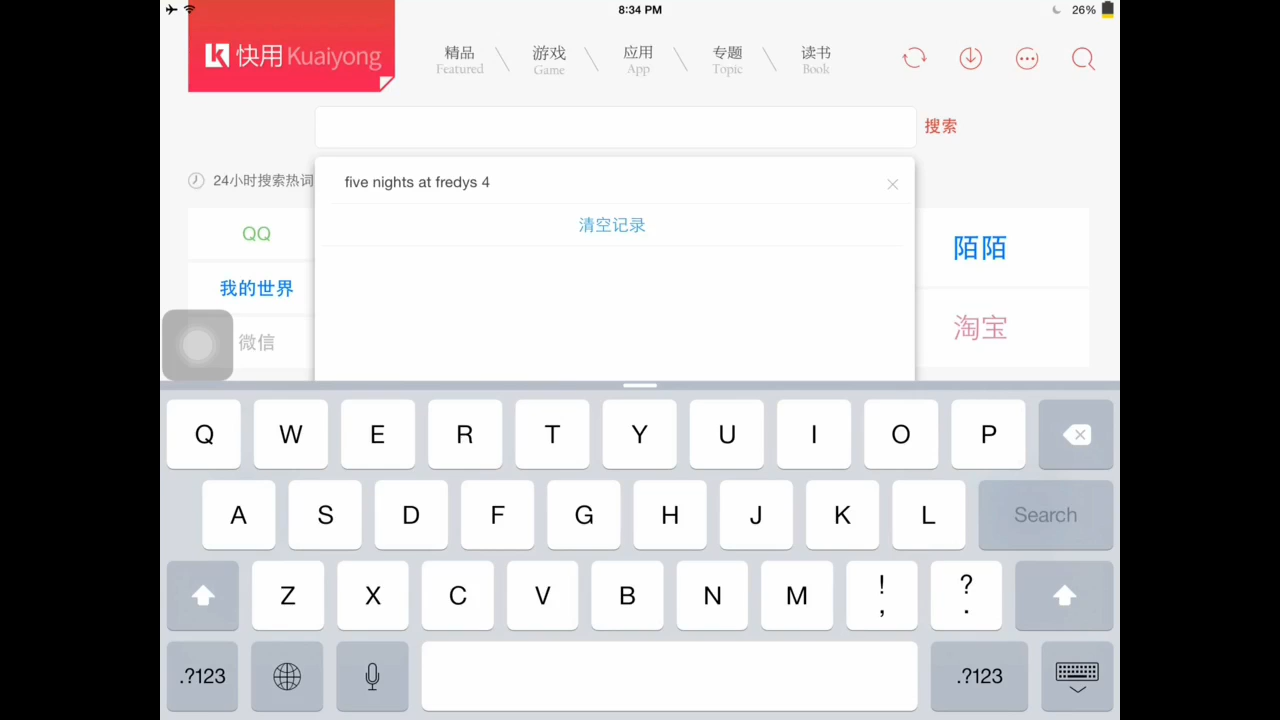 8:34 PM
26%
快用 Kuaiyong
精品
Featured
游戏
Game
应用
App
专题
Topic
读书
Book
搜索
24小时搜索热词
five nights at fredys 4
清空记录
QQ
我的世界
微信
陌陌
淘宝
Q W E R T Y U I O P
A S D F G H J K L Search
Z X C V B N M ! , ? .
.?123 .?123